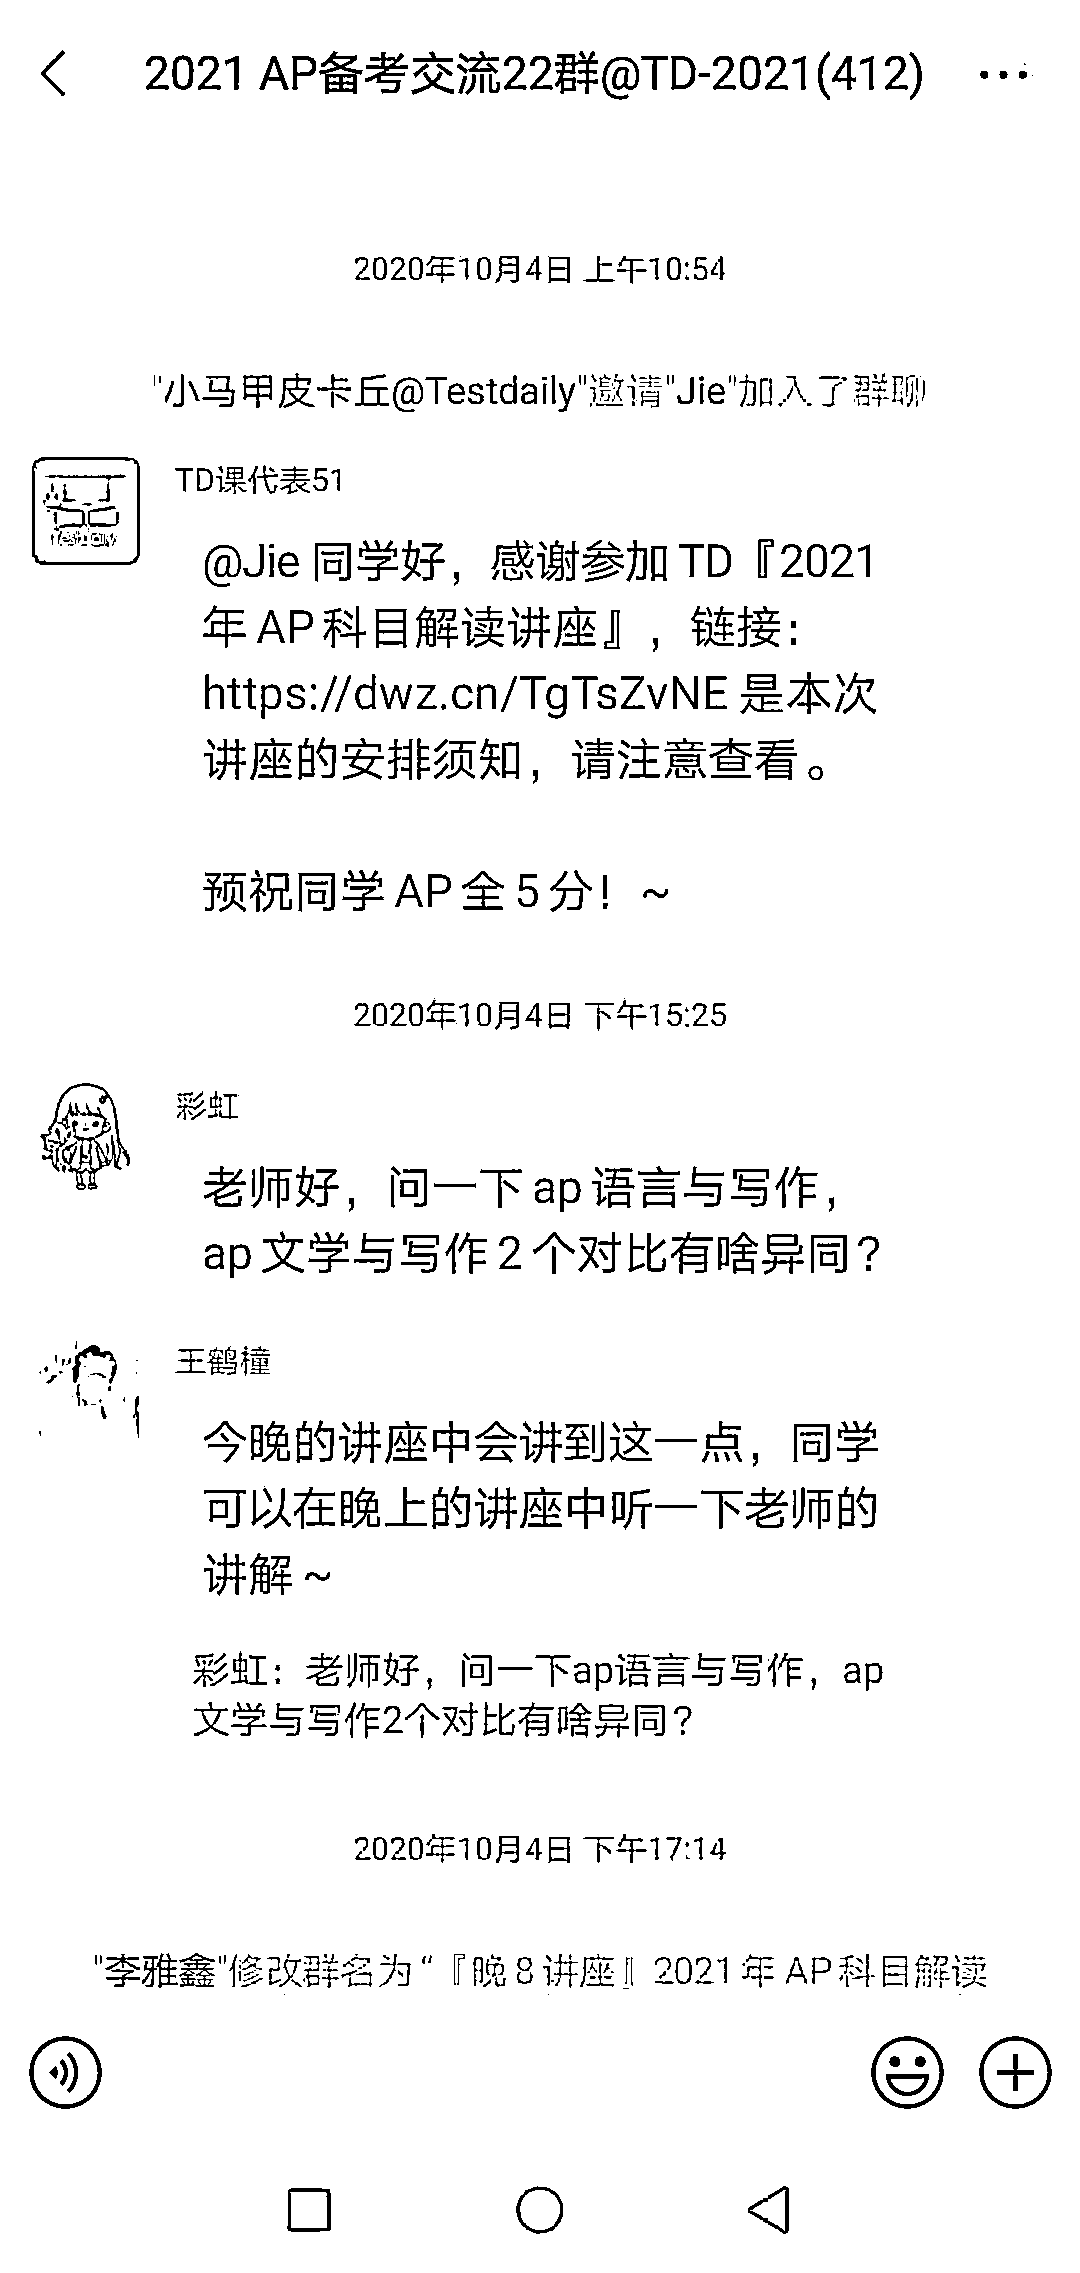 2021 AP备考交流22群@TD-2021(412)
2020年10月4日 上午10:54
"小马甲皮卡丘@Testdaily"邀请"Jie"加入了群聊
TD课代表51
@Jie 同学好，感谢参加 TD『2021
年 AP 科目解读讲座』，链接：
https://dwz.cn/TgTsZvNE 是本次
讲座的安排须知，请注意查看。
预祝同学 AP 全 5 分！~
2020年10月4日 下午15:25
彩虹
老师好，问一下 ap 语言与写作，
ap 文学与写作 2 个对比有啥异同？
王鹤橦
今晚的讲座中会讲到这一点，同学
可以在晚上的讲座中听一下老师的
讲解 ~
彩虹：老师好，问一下ap语言与写作，ap
文学与写作2个对比有啥异同？
2020年10月4日 下午17:14
"李雅鑫"修改群名为“『晚 8 讲座』2021 年 AP 科目解读